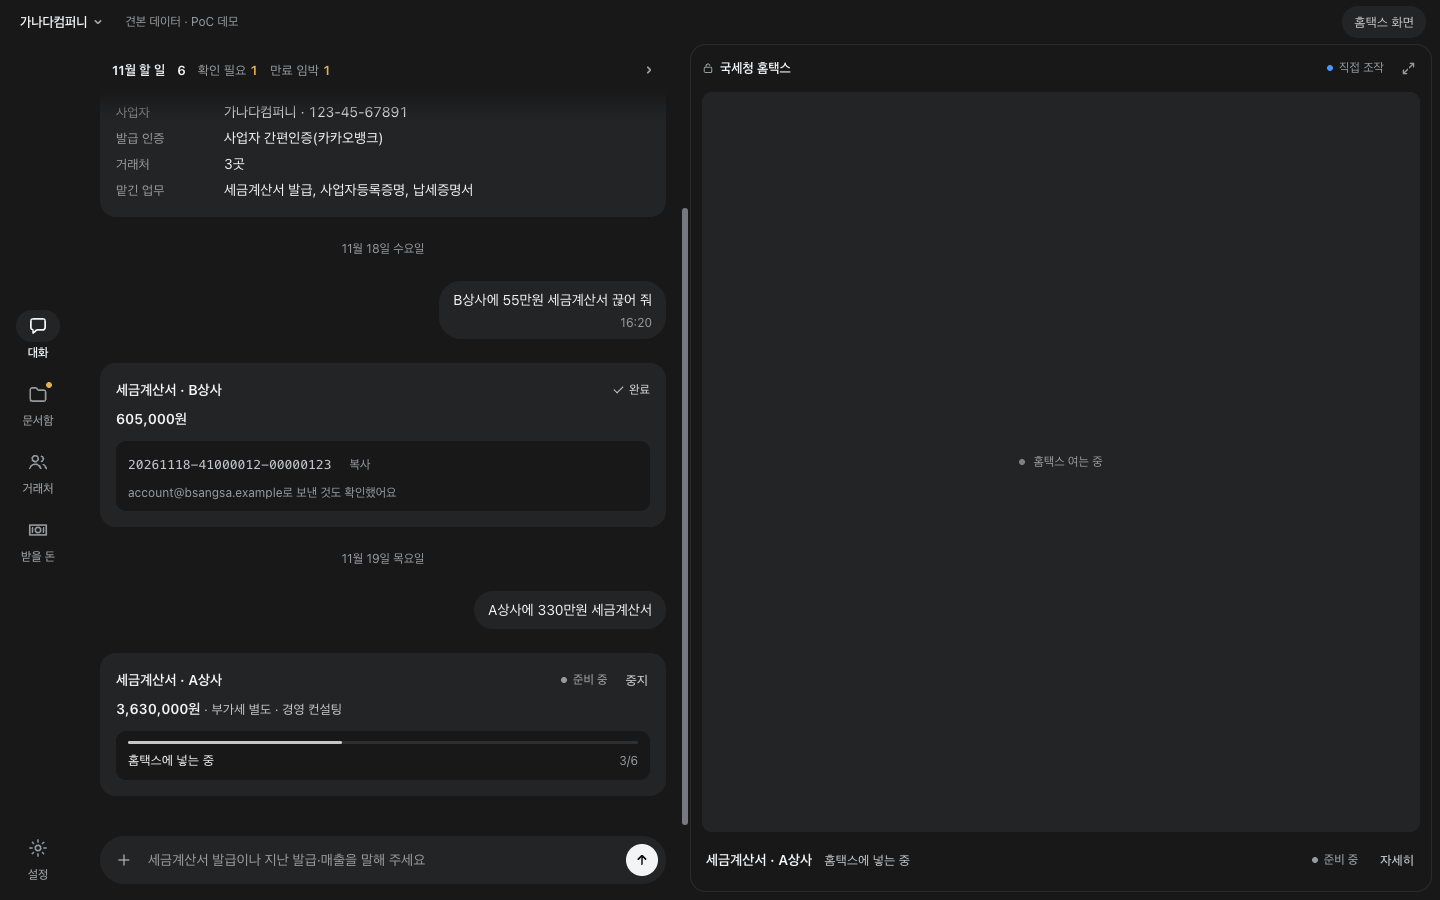 가나다컴퍼니
견본 데이터 · PoC 데모
홈택스 화면
11월 할 일 6 확인 필요 1 만료 임박 1
사업자 가나다컴퍼니 · 123-45-67891
발급 인증 사업자 간편인증(카카오뱅크)
거래처 3곳
맡긴 업무 세금계산서 발급, 사업자등록증명, 납세증명서
11월 18일 수요일
B상사에 55만원 세금계산서 끊어 줘
16:20
세금계산서 · B상사 완료
605,000원
20261118-41000012-00000123 복사
account@bsangsa.example로 보낸 것도 확인했어요
11월 19일 목요일
A상사에 330만원 세금계산서
세금계산서 · A상사 준비 중 중지
3,630,000원 · 부가세 별도 · 경영 컨설팅
홈택스에 넣는 중 3/6
세금계산서 발급이나 지난 발급·매출을 말해 주세요
대화
문서함
거래처
받을 돈
설정
국세청 홈택스 직접 조작
홈택스 여는 중
세금계산서 · A상사 홈택스에 넣는 중 준비 중 자세히